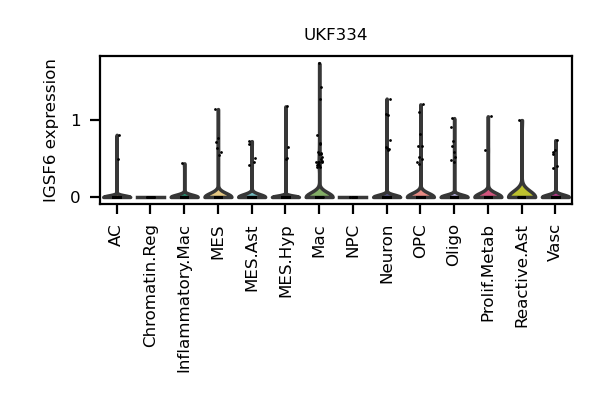 UKF334
IGSF6 expression
1
0
AC
Chromatin.Reg
Inflammatory.Mac
MES
MES.Ast
MES.Hyp
Mac
NPC
Neuron
OPC
Oligo
Prolif.Metab
Reactive.Ast
Vasc